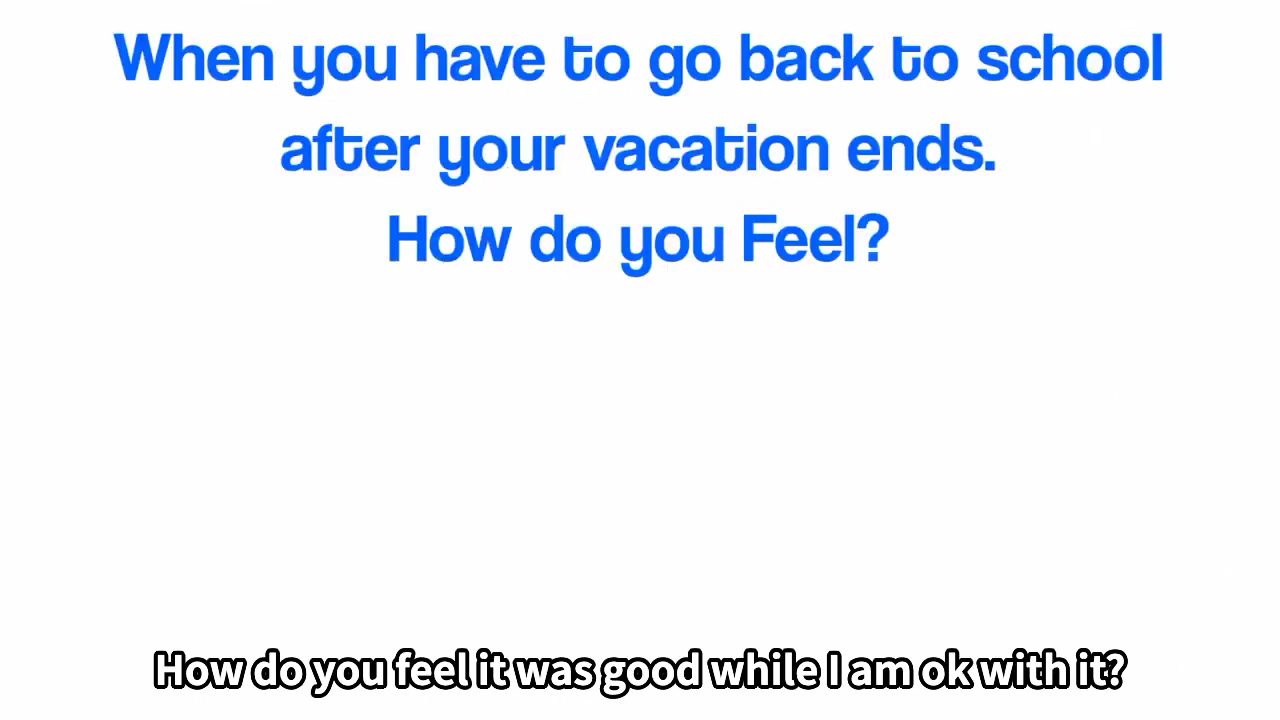 When you have to go back to school
after your vacation ends.
How do you Feel?
How do you feel it was good while I am ok with it?